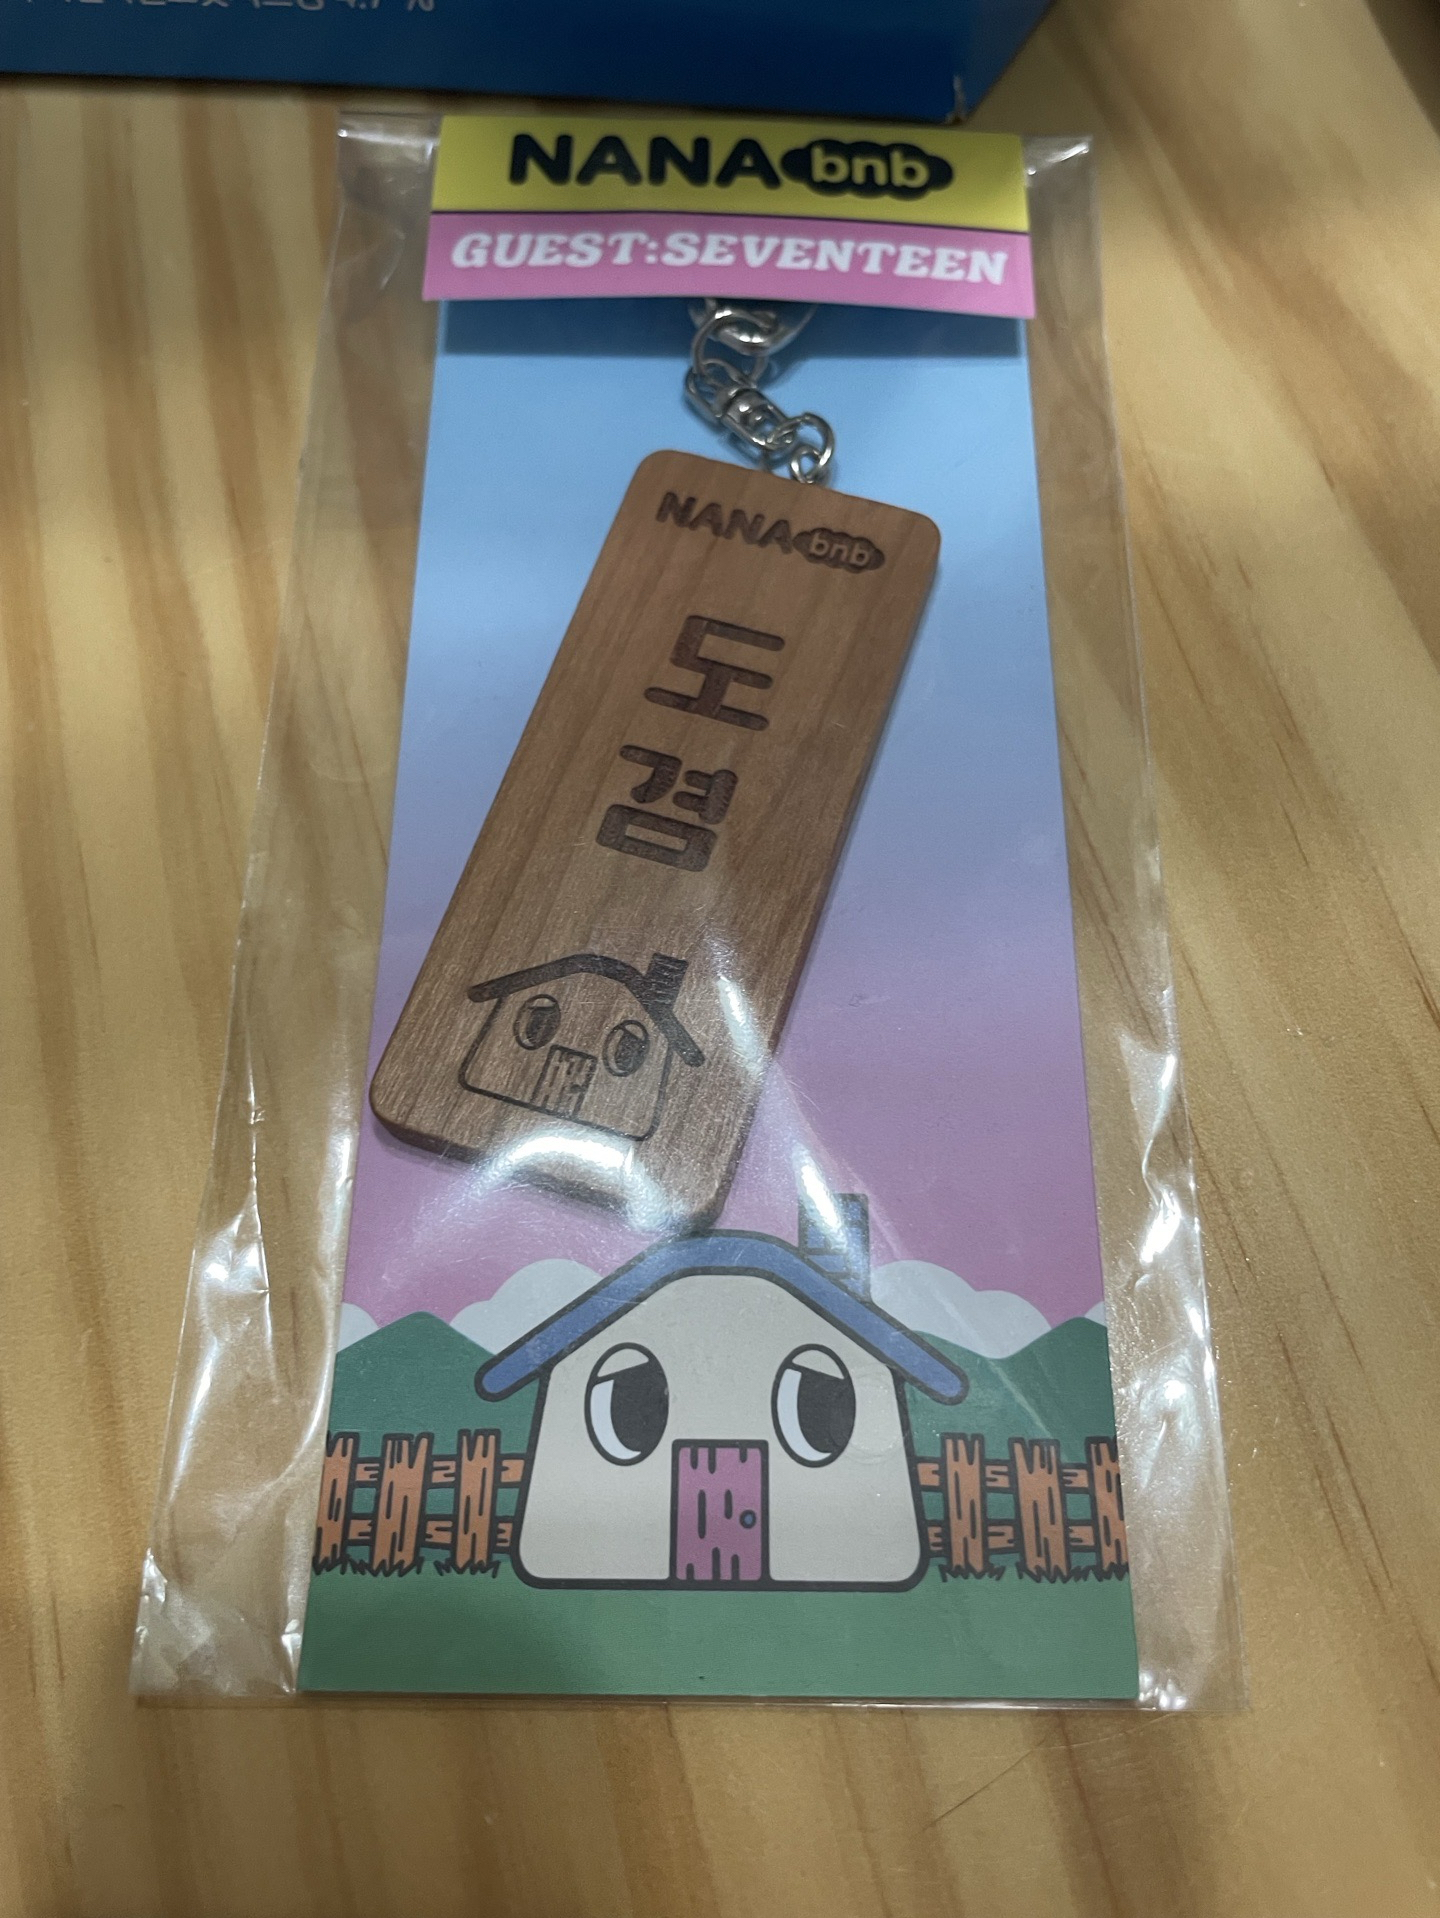 NANA bnb
GUEST:SEVENTEEN
NANA bnb
도
겸